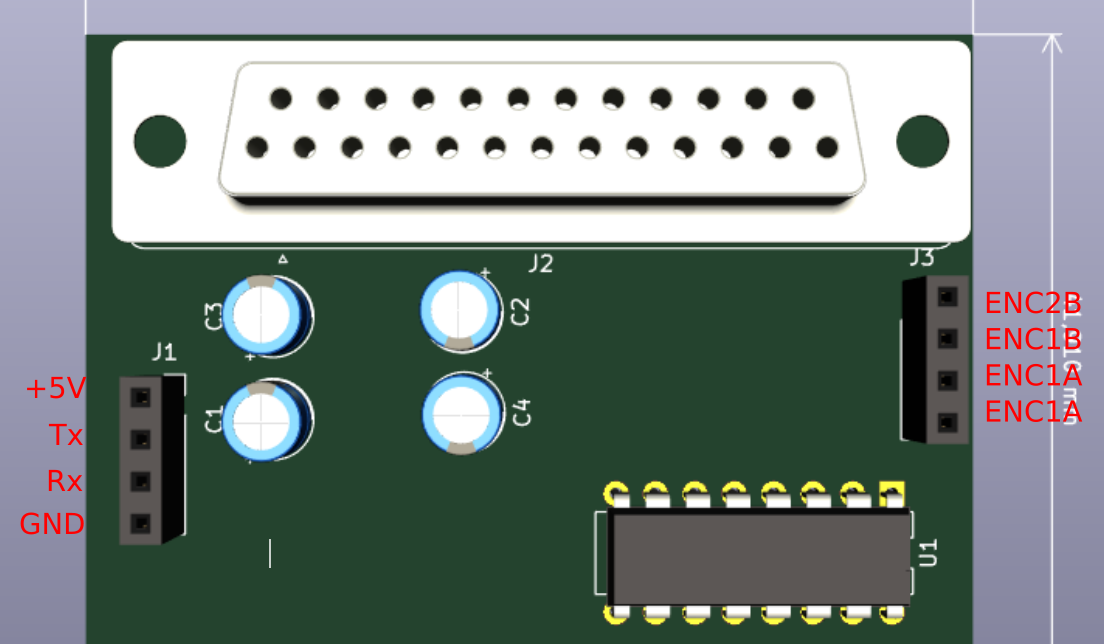 J2
J3
C3
C2
ENC2B
ENC1B
J1
ENC1A
+5V
C1
C4
ENC1A
Tx
Rx
GND
U1